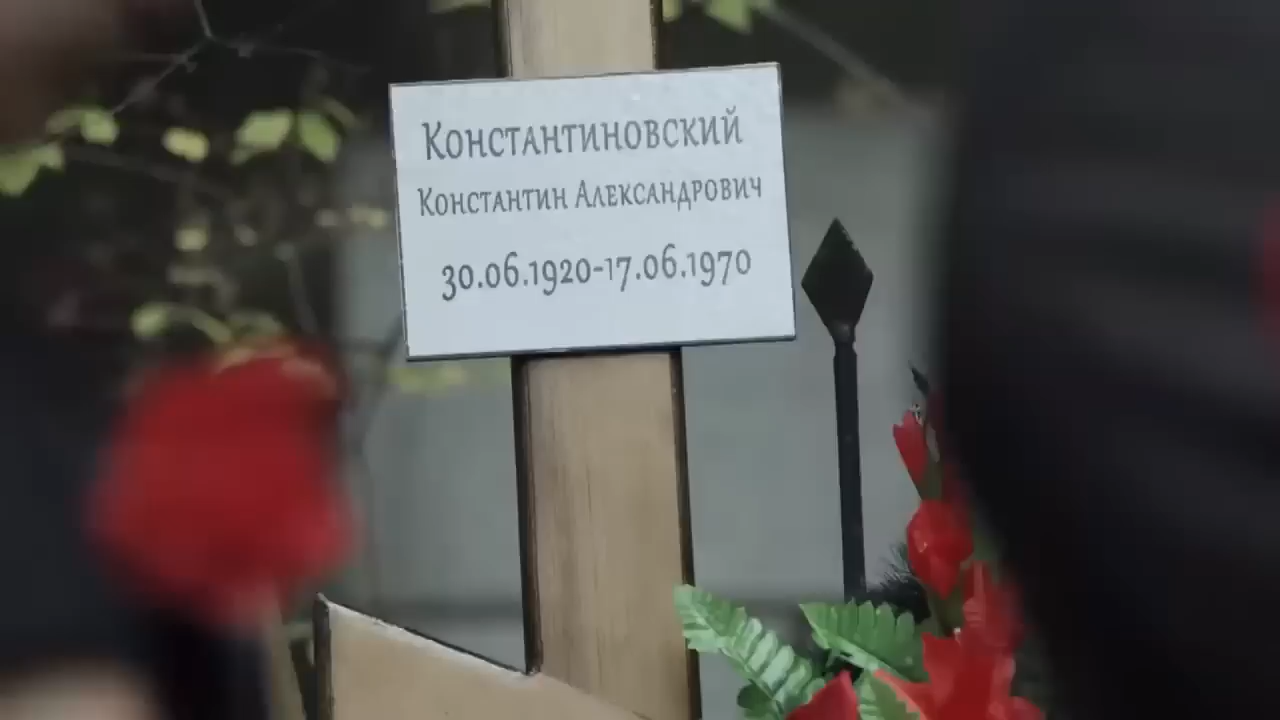 Константиновский
Константин Александрович
30.06.1920-17.06.1970